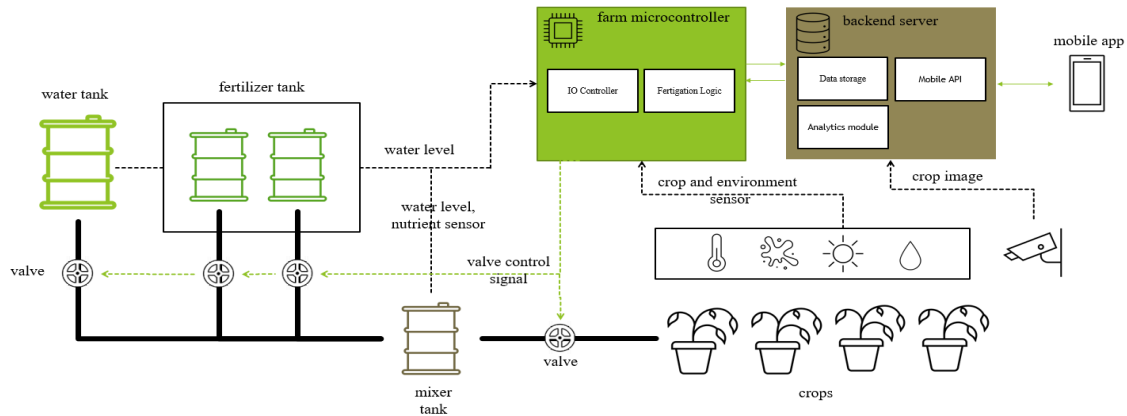 farm microcontroller
backend server
mobile app
IO Controller
Fertigation Logic
Data storage
Mobile API
Analytics module
water tank
fertilizer tank
water level
water level,
nutrient sensor
crop and environment
sensor
crop image
valve
valve control
signal
valve
mixer
tank
crops